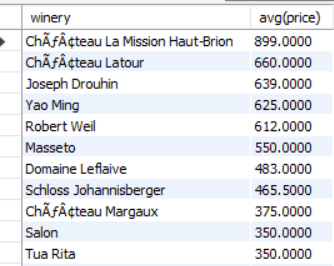 winery avg(price)
ChÃƒÂ¢teau La Mission Haut-Brion 899.0000
ChÃƒÂ¢teau Latour 660.0000
Joseph Drouhin 639.0000
Yao Ming 625.0000
Robert Weil 612.0000
Masseto 550.0000
Domaine Leflaive 483.0000
Schloss Johannisberger 465.5000
ChÃƒÂ¢teau Margaux 375.0000
Salon 350.0000
Tua Rita 350.0000